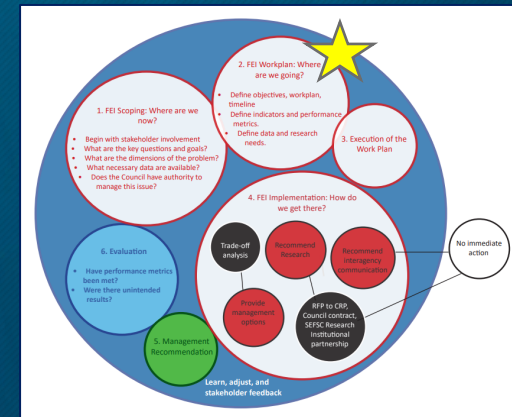 1. FEI Scoping: Where are we
now?
• Begin with stakeholder involvement
• What are the key questions and goals?
• What are the dimensions of the problem?
• What necessary data are available?
• Does the Council have authority to
manage this issue?
2. FEI Workplan: Where
are we going?
• Define objectives, workplan,
timeline
• Define indicators and performance
metrics.
• Define data and research
needs.
3. Execution of the
Work Plan
4. FEI Implementation: How do
we get there?
Trade-off
analysis
Recommend
Research
Recommend
interagency
communication
No immediate
action
Provide
management
options
RFP to CRP,
Council contract,
SEFSC Research
Institutional
partnership
6. Evaluation
• Have performance metrics
been met?
• Were there unintended
results?
5. Management
Recommendation
Learn, adjust, and
stakeholder feedback